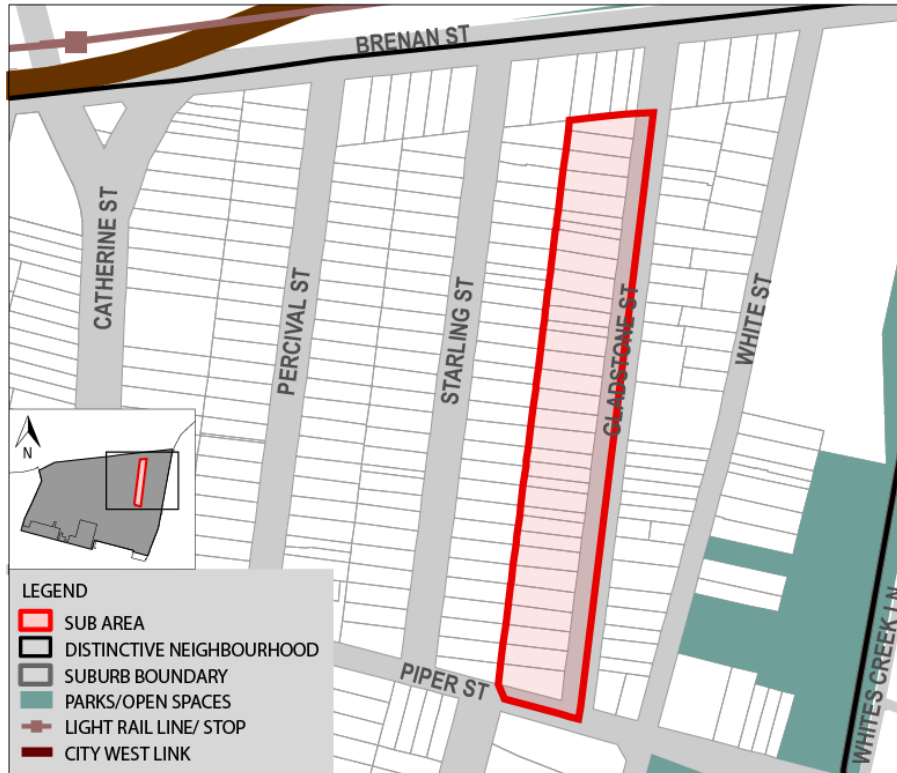 BRENAN ST
CATHERINE ST
PERCIVAL ST
STARLING ST
GLADSTONE ST
WHITE ST
N
LEGEND
SUB AREA
DISTINCTIVE NEIGHBOURHOOD
SUBURB BOUNDARY
PARKS/OPEN SPACES
LIGHT RAIL LINE/ STOP
CITY WEST LINK
PIPER ST
WHITES CREEK LN